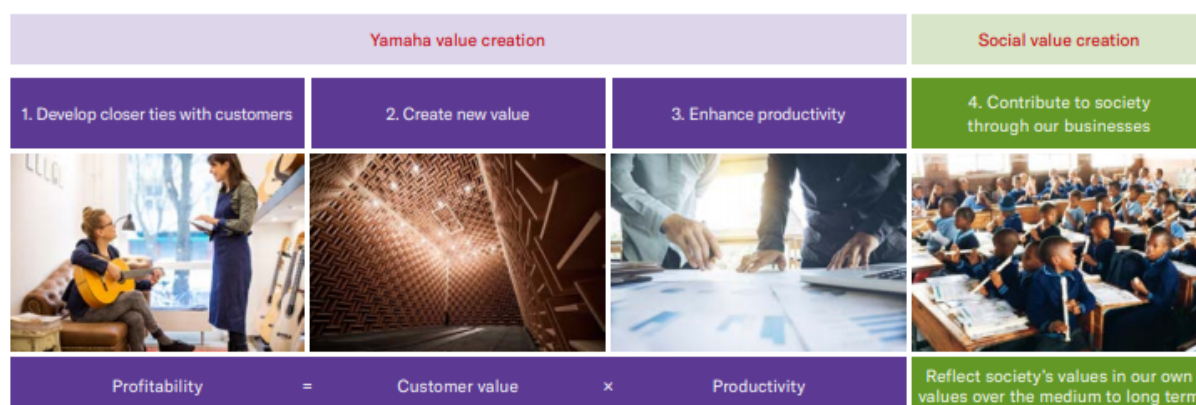 Yamaha value creation
Social value creation
1. Develop closer ties with customers
2. Create new value
3. Enhance productivity
4. Contribute to society
through our businesses
Profitability = Customer value × Productivity
Reflect society's values in our own
values over the medium to long term